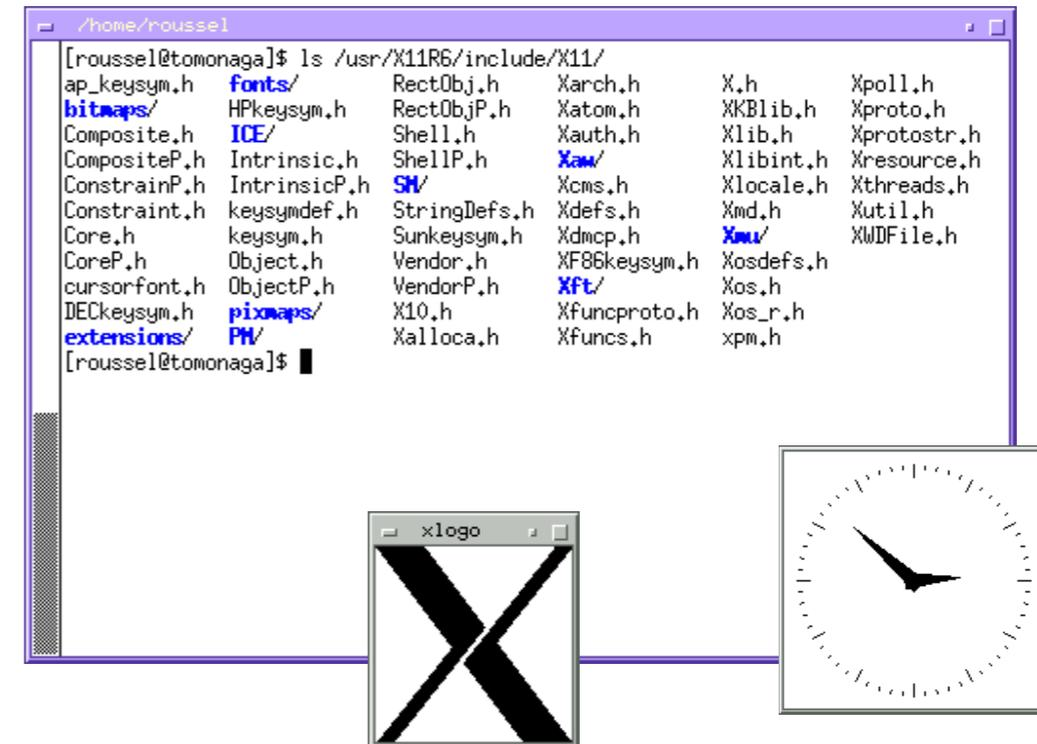 /home/roussel
[roussel@tomonaga]$ ls /usr/X11R6/include/X11/
ap_keysym.h fonts/ RectObj.h Xarch.h X.h Xpoll.h
bitmaps/ HPkeysym.h RectObjP.h Xatom.h XKBlib.h Xproto.h
Composite.h ICE/ Shell.h Xauth.h Xlib.h Xprotostr.h
CompositeP.h Intrinsic.h ShellP.h Xaw/ Xlibint.h Xresource.h
ConstrainP.h IntrinsicP.h SM/ Xcms.h Xlocale.h Xthreads.h
Constraint.h keysymdef.h StringDefs.h Xdefs.h Xmd.h Xutil.h
Core.h keysym.h Sunkeysym.h Xdmcp.h Xmu/ XWDFile.h
CoreP.h Object.h Vendor.h XF86keysym.h Xosdefs.h
cursorfont.h ObjectP.h VendorP.h Xft/ Xos.h
DECkeysym.h pixmaps/ X10.h Xfuncproto.h Xos_r.h
extensions/ PM/ Xalloca.h Xfuncs.h xpm.h
[roussel@tomonaga]$
xlogo